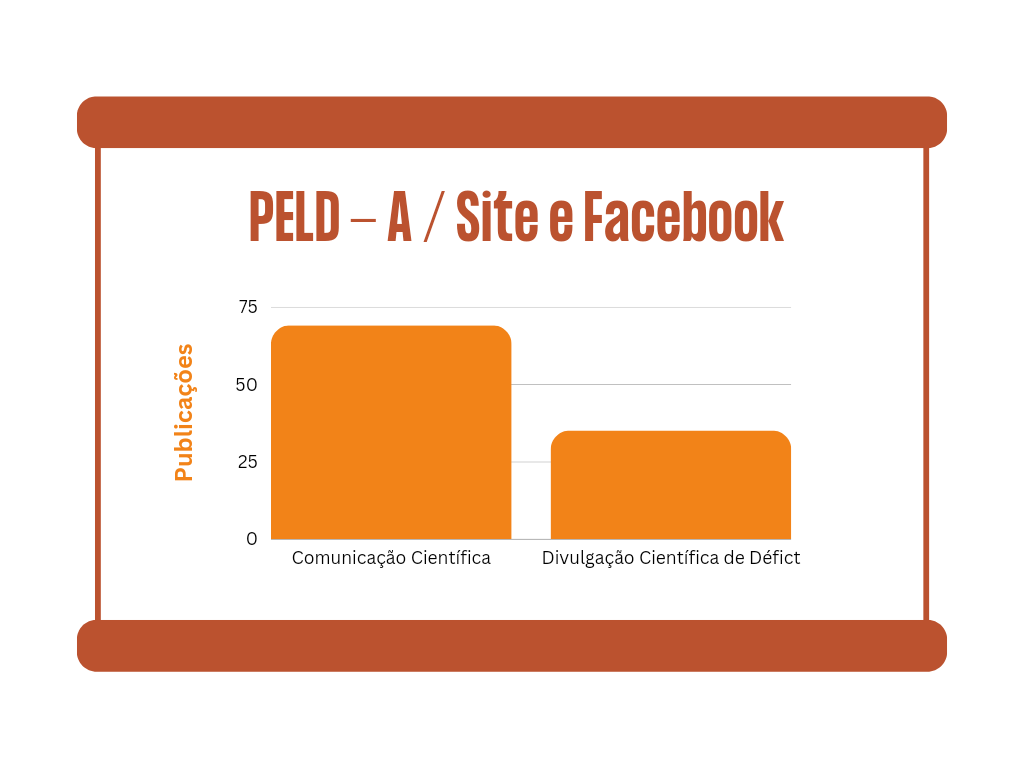 PELD – A / Site e Facebook
Publicações
75
50
25
0
Comunicação Científica
Divulgação Científica de Défict